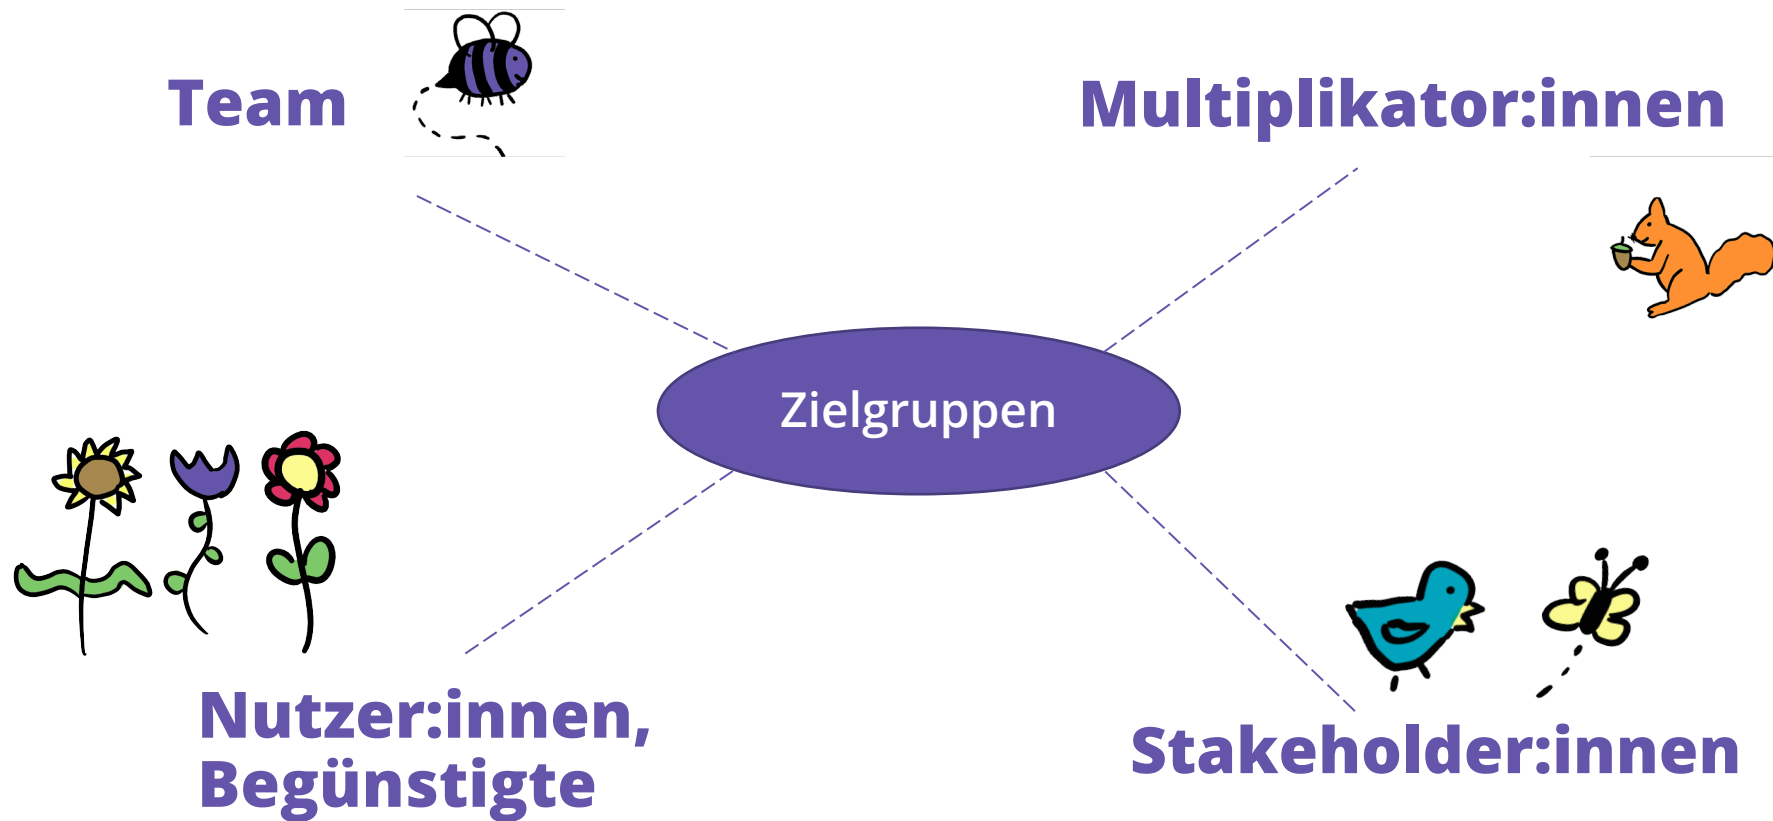 Team
Multiplikator:innen
Zielgruppen
Nutzer:innen,
Begünstigte
Stakeholder:innen